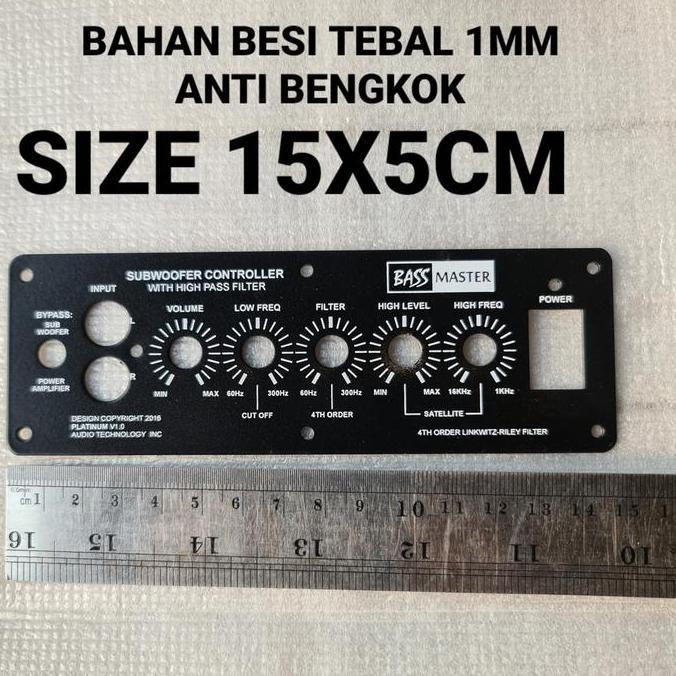 BAHAN BESI TEBAL 1MM
ANTI BENGKOK
SIZE 15X5CM
SUBWOOFER CONTROLLER
WITH HIGH PASS FILTER
BASS MASTER
INPUT
POWER
BYPASS:
SUB
WOOFER
L
R
POWER
AMPLIFIER
VOLUME
LOW FREQ
FILTER
HIGH LEVEL
HIGH FREQ
MIN MAX 60Hz 300Hz 60Hz 300Hz MIN MAX 16KHz 1KHz
CUT OFF
4TH ORDER
SATELLITE
DESIGN COPYRIGHT 2016
PLATINUM V1.0
AUDIO TECHNOLOGY INC
4TH ORDER LINKWITZ-RILEY FILTER
cm 1 2 3 4 5 6 7 8 9 10 11 12 13 14 15
16 15 14 13 12 11 10